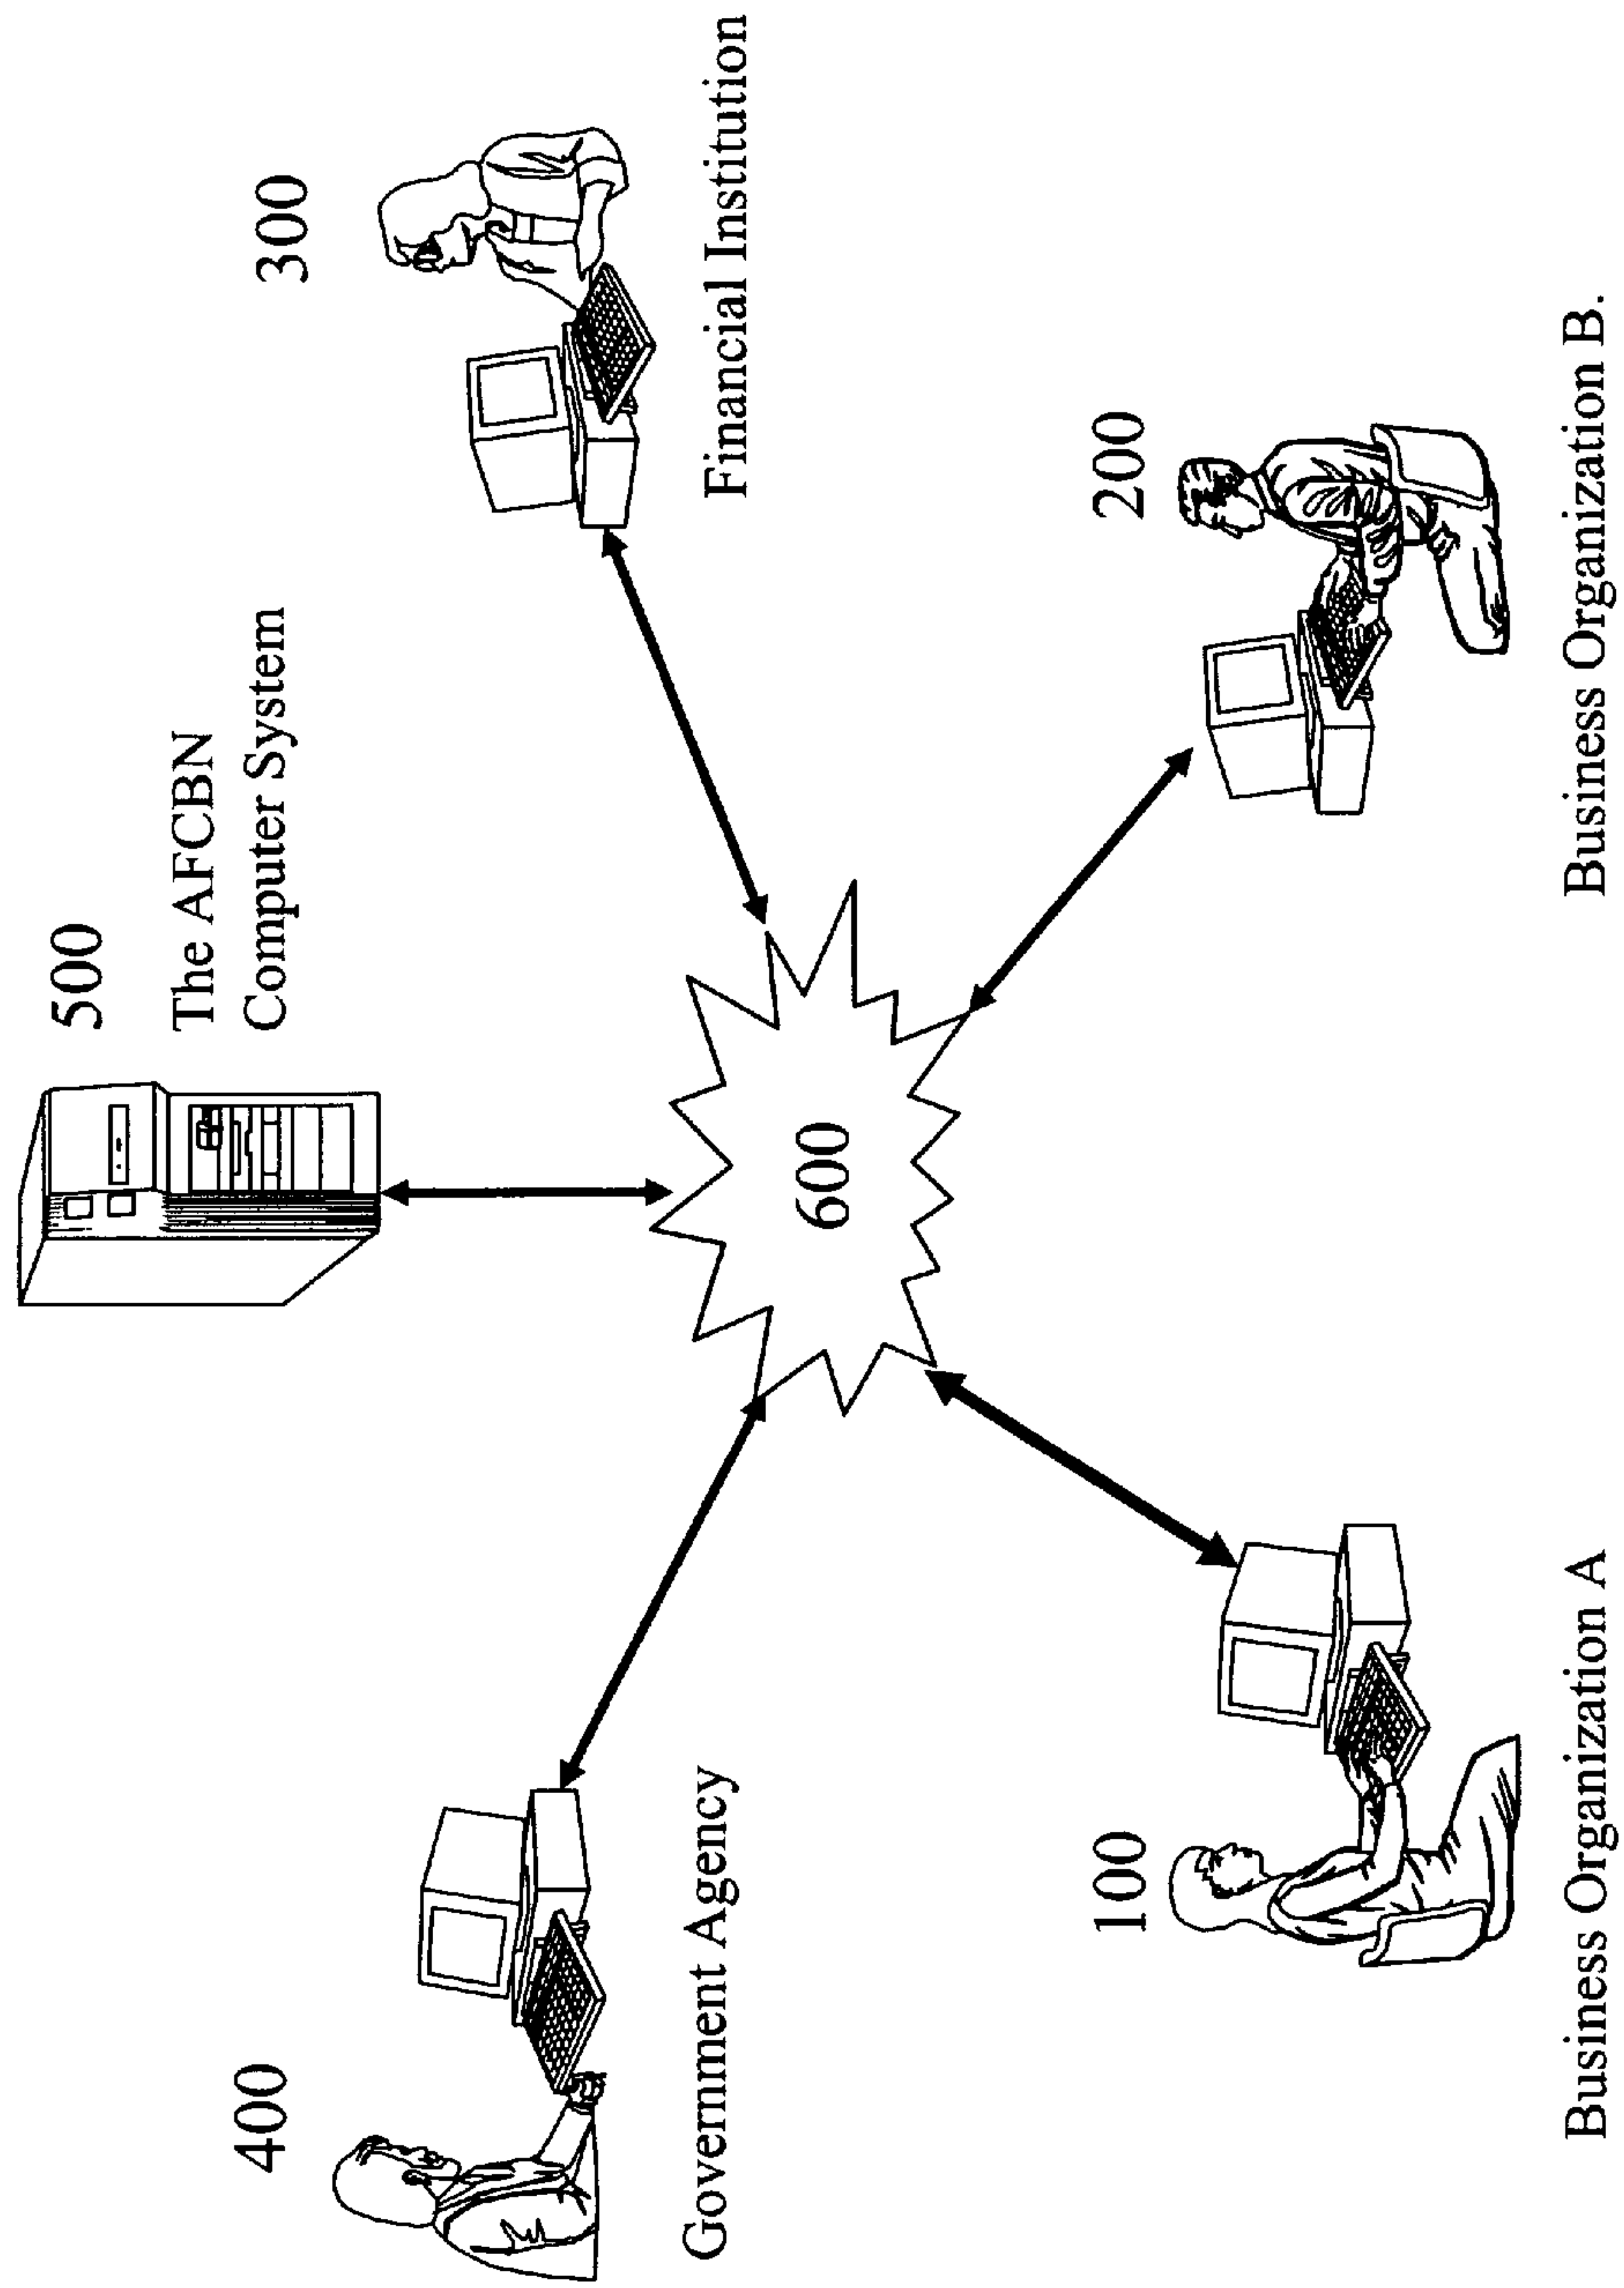 500
The AFCBN
Computer System
400
Government Agency
300
Financial Institution
600
100
Business Organization A
200
Business Organization B.